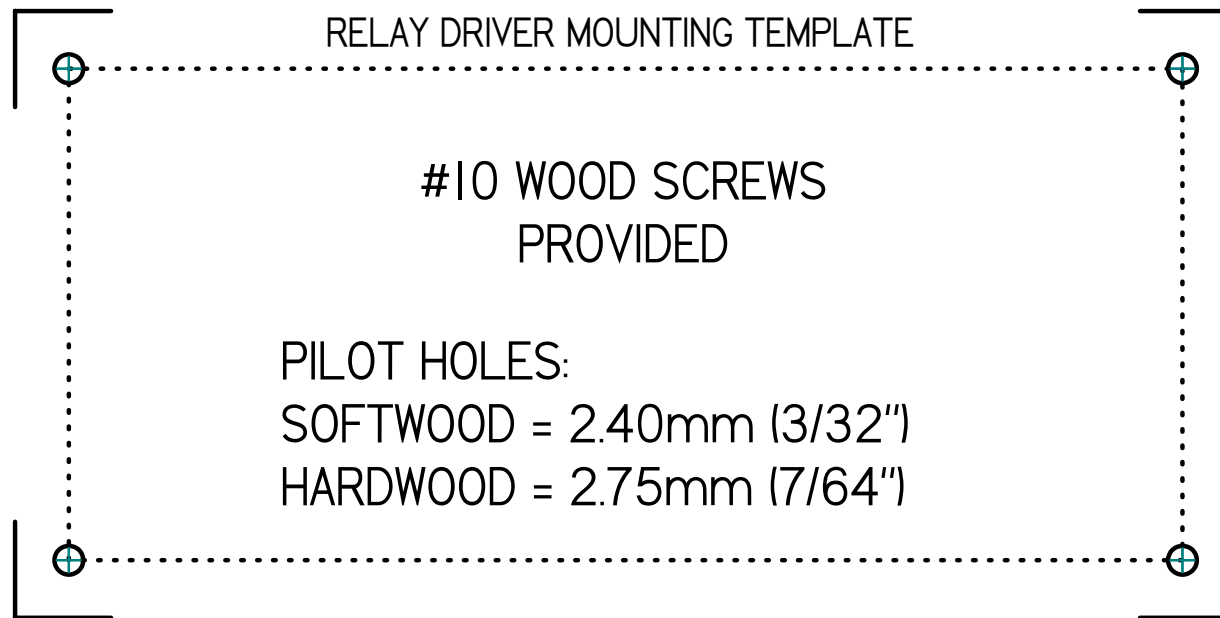 RELAY DRIVER MOUNTING TEMPLATE
#10 WOOD SCREWS
PROVIDED
PILOT HOLES:
SOFTWOOD = 2.40mm (3/32")
HARDWOOD = 2.75mm (7/64")